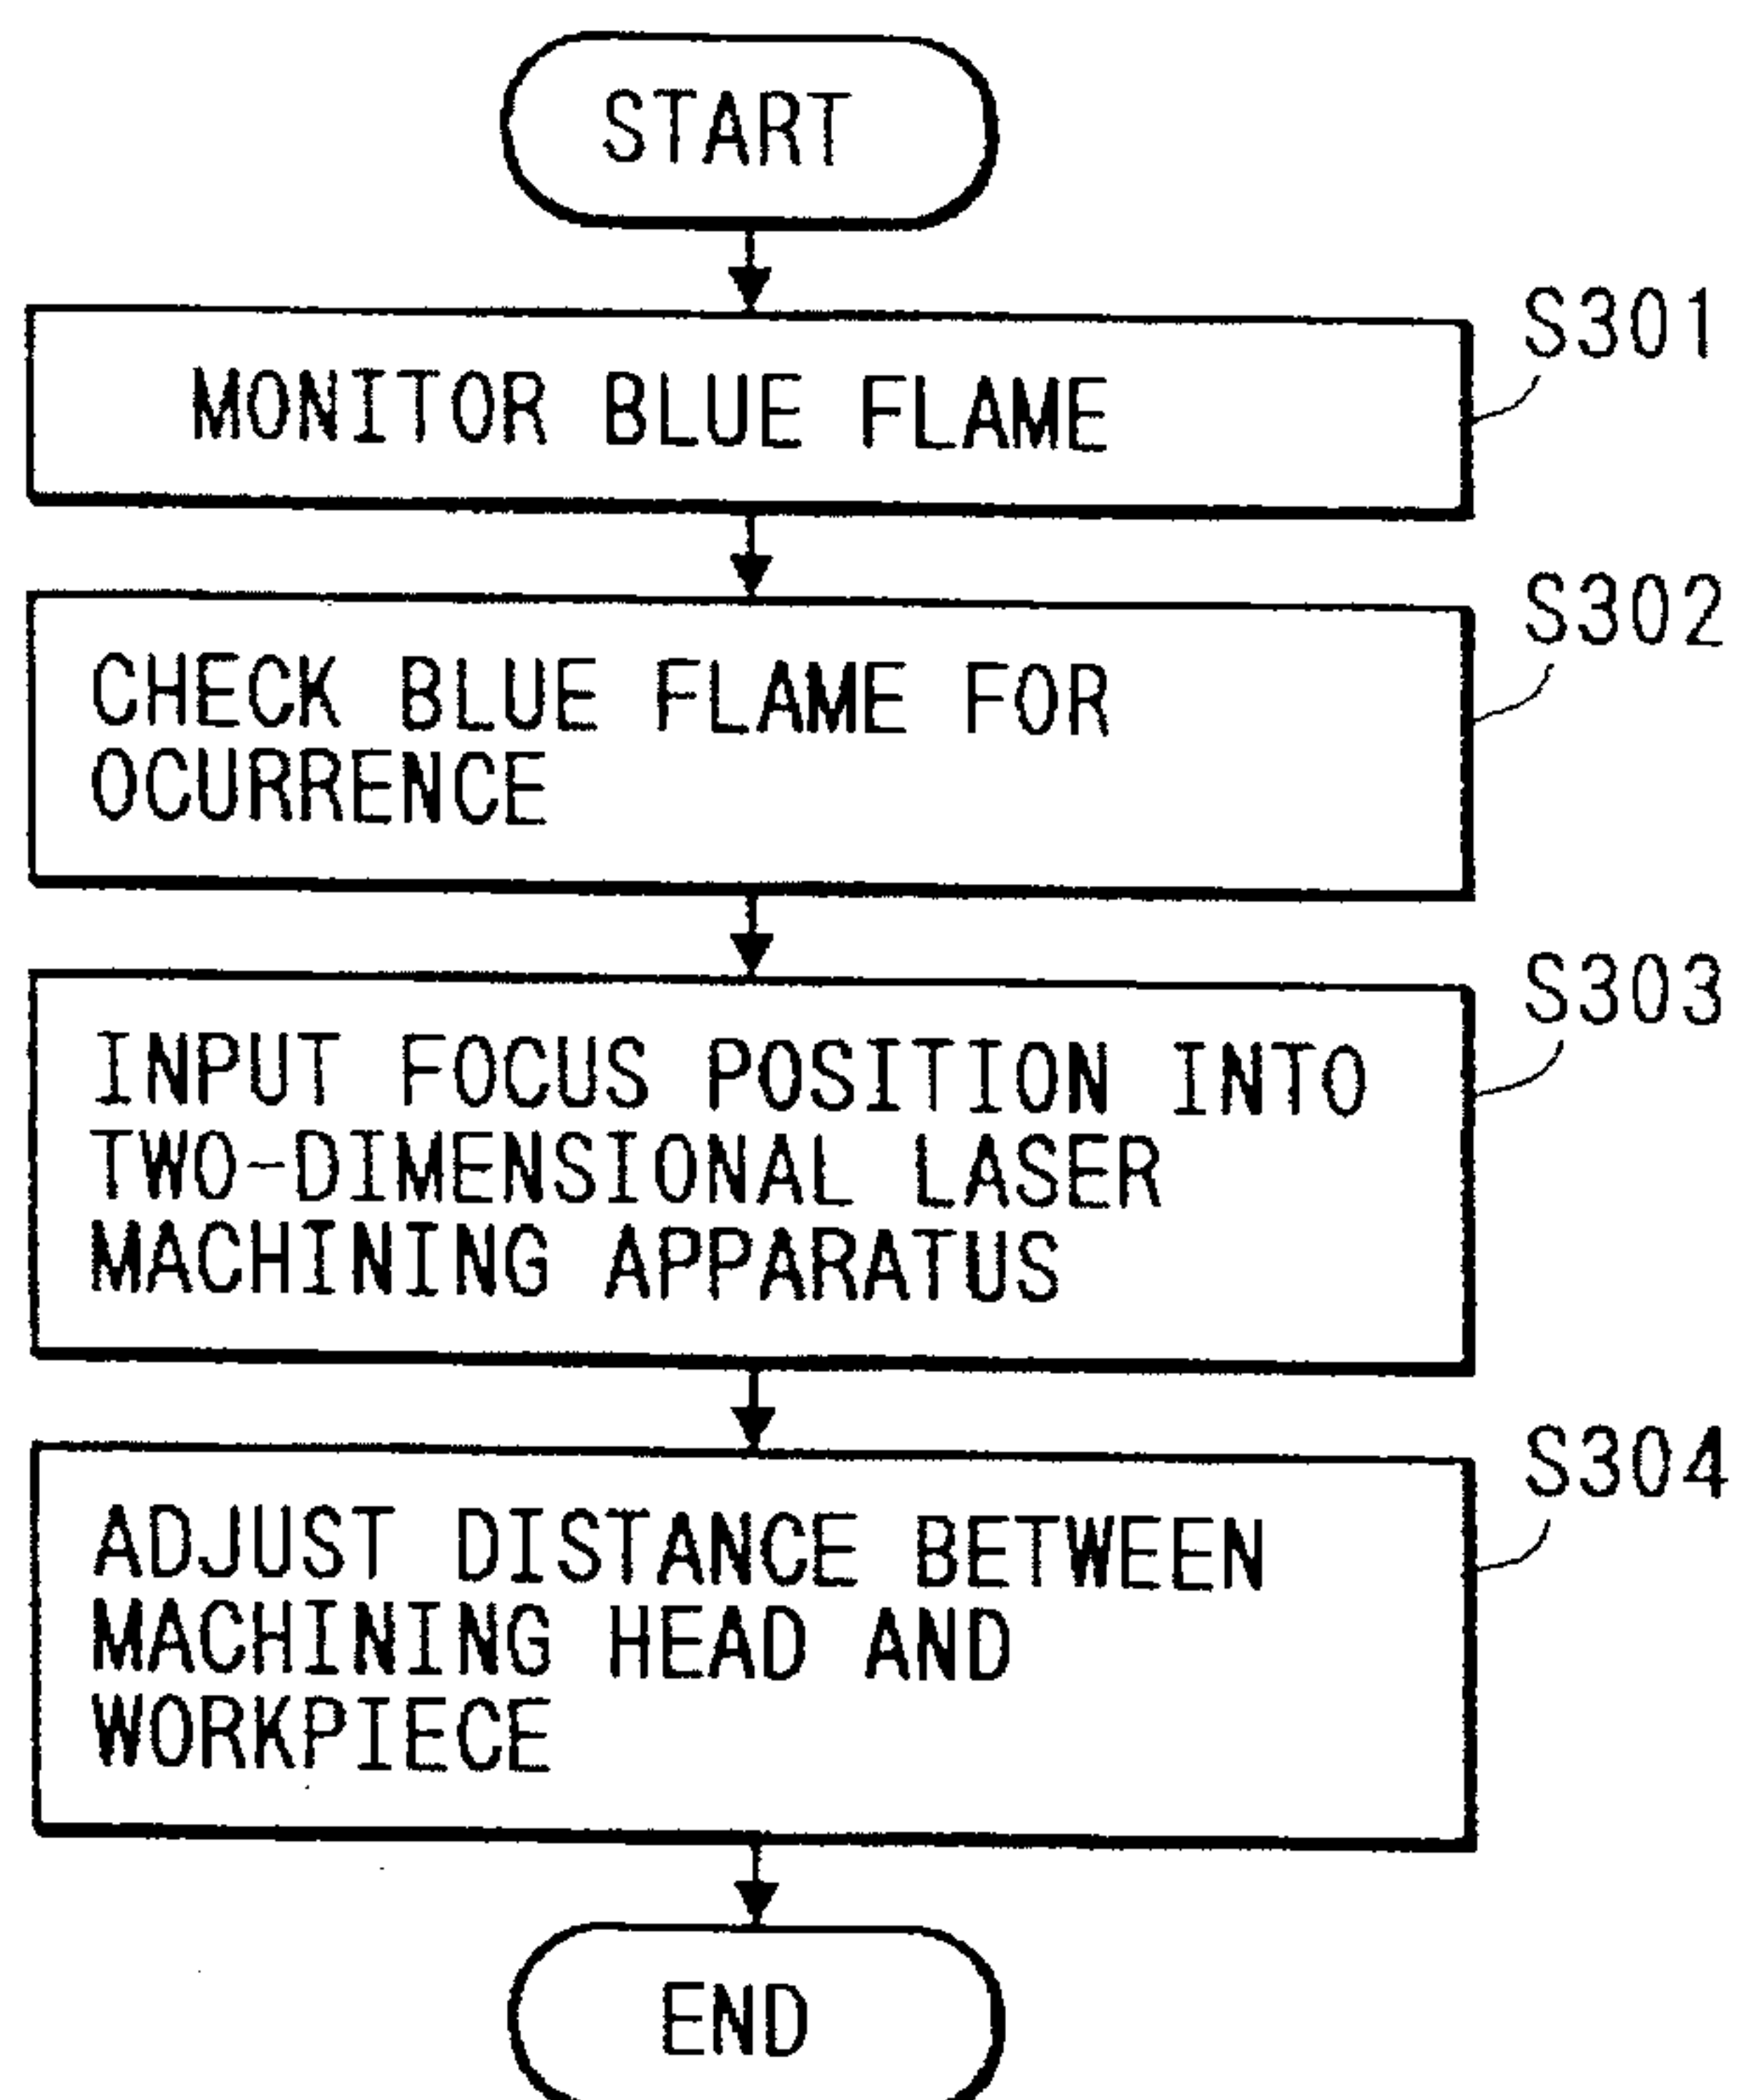 START
S301
MONITOR BLUE FLAME
S302
CHECK BLUE FLAME FOR
OCURRENCE
S303
INPUT FOCUS POSITION INTO
TWO-DIMENSIONAL LASER
MACHINING APPARATUS
S304
ADJUST DISTANCE BETWEEN
MACHINING HEAD AND
WORKPIECE
END